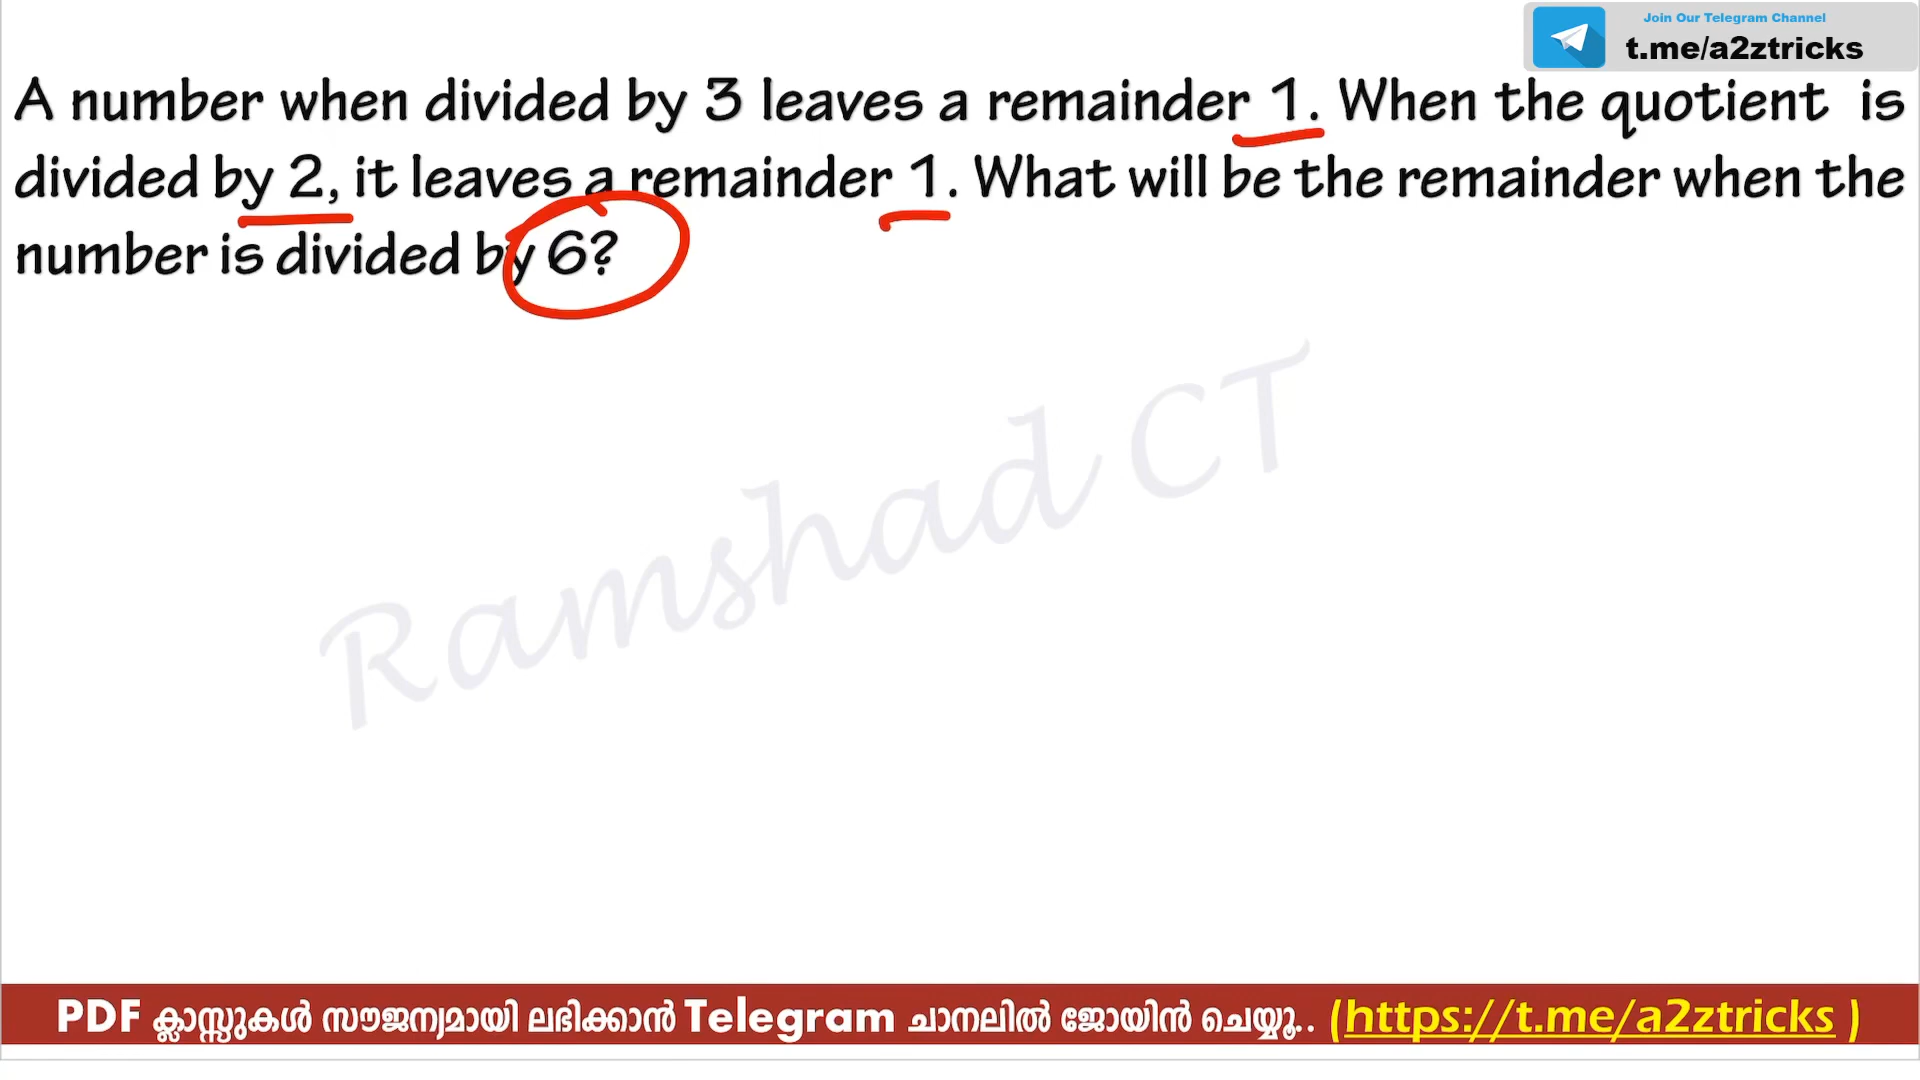 Join Our Telegram Channel
t.me/a2ztricks
A number when divided by 3 leaves a remainder 1. When the quotient is
divided by 2, it leaves a remainder 1. What will be the remainder when the
number is divided by 6?
Ramshad CT
PDF ക്ലാസ്സുകൾ സൗജന്യമായി ലഭിക്കാൻ Telegram ചാനലിൽ ജോയിൻ ചെയ്യൂ.. (https://t.me/a2ztricks )